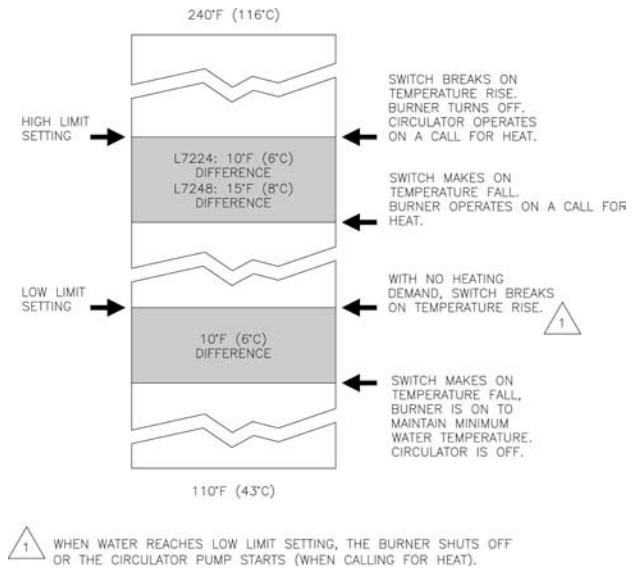 240°F (116°C)
SWITCH BREAKS ON
TEMPERATURE RISE.
BURNER TURNS OFF.
CIRCULATOR OPERATES
ON A CALL FOR HEAT.
HIGH LIMIT
SETTING
L7224: 10°F (6°C)
DIFFERENCE
L7248: 15°F (8°C)
DIFFERENCE
SWITCH MAKES ON
TEMPERATURE FALL.
BURNER OPERATES ON A CALL FOR
HEAT.
LOW LIMIT
SETTING
WITH NO HEATING
DEMAND, SWITCH BREAKS
ON TEMPERATURE RISE.
1
10°F (6°C)
DIFFERENCE
SWITCH MAKES ON
TEMPERATURE FALL,
BURNER IS ON TO
MAINTAIN MINIMUM
WATER TEMPERATURE.
CIRCULATOR IS OFF.
110°F (43°C)
1 WHEN WATER REACHES LOW LIMIT SETTING, THE BURNER SHUTS OFF
OR THE CIRCULATOR PUMP STARTS (WHEN CALLING FOR HEAT).